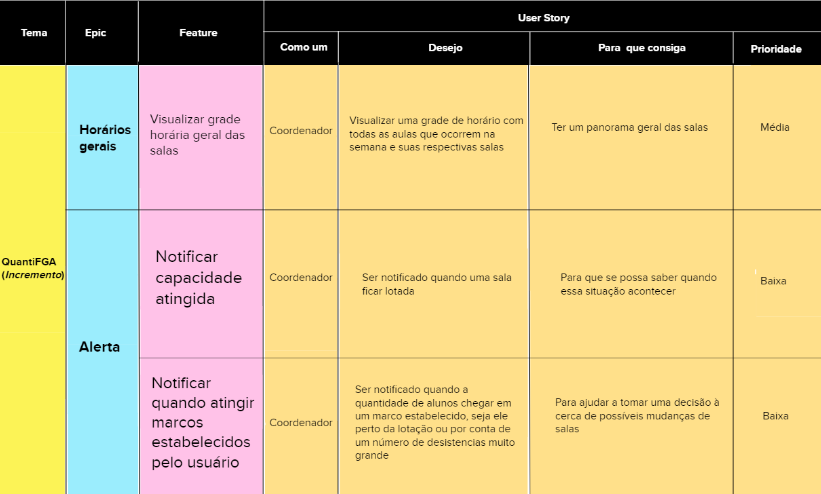 Tema
Epic
Feature
User Story
Como um
Desejo
Para que consiga
Prioridade
QuantiFGA
(Incremento)
Horários
gerais
Visualizar grade
horária geral das
salas
Coordenador
Visualizar uma grade de horário com
todas as aulas que ocorrem na
semana e suas respectivas salas
Ter um panorama geral das salas
Média
Alerta
Notificar
capacidade
atingida
Coordenador
Ser notificado quando uma sala
ficar lotada
Para que se possa saber quando
essa situação acontecer
Baixa
Notificar
quando atingir
marcos
estabelecidos
pelo usuário
Coordenador
Ser notificado quando a
quantidade de alunos chegar em
um marco estabelecido, seja ele
perto da lotação ou por conta de
um número de desistencias muito
grande
Para ajudar a tomar uma decisão à
cerca de possíveis mudanças de
salas
Baixa